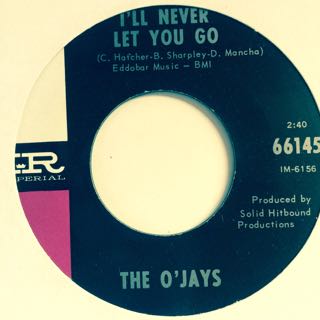 I'LL NEVER
LET YOU GO
(C. Hatcher-B. Sharpley-D. Mancha)
Eddobar Music — BMI
2:40
66145
IM-6156
IR
IMPERIAL
Produced by
Solid Hitbound
Productions
THE O'JAYS